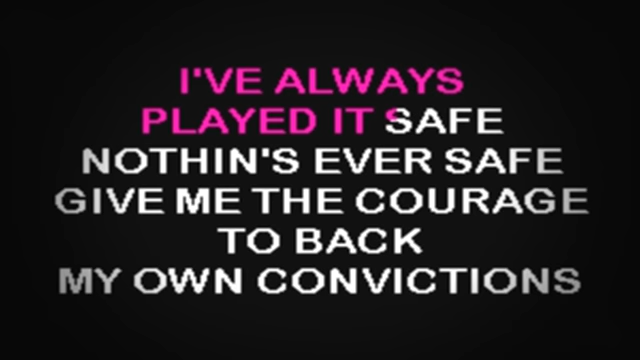 I'VE ALWAYS
PLAYED IT SAFE
NOTHIN'S EVER SAFE
GIVE ME THE COURAGE
TO BACK
MY OWN CONVICTIONS